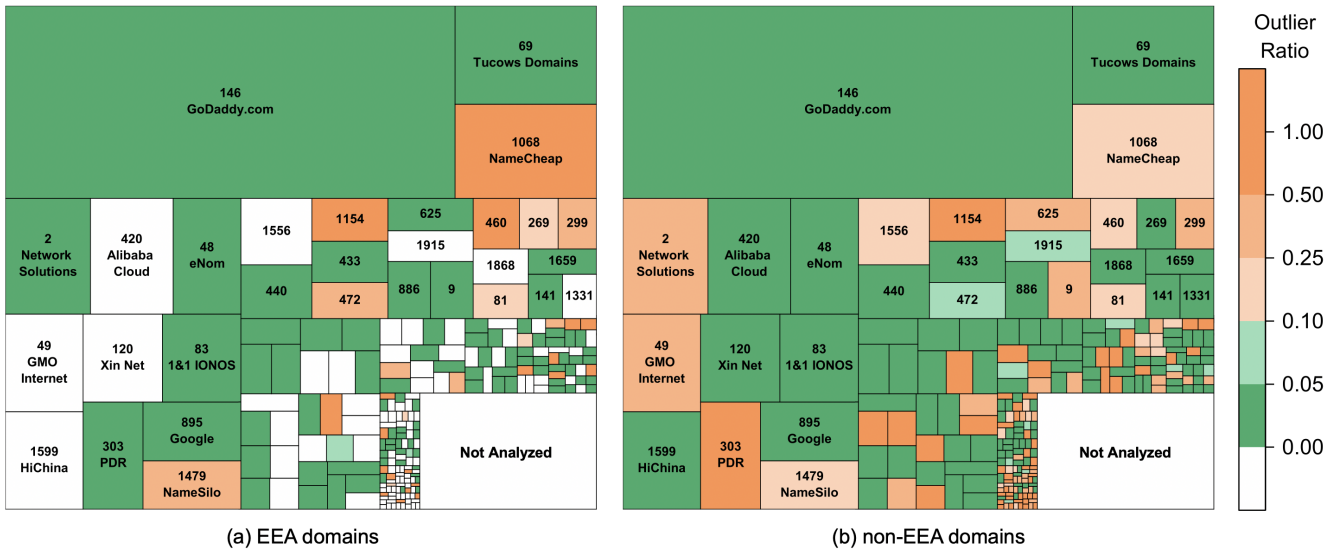 146
GoDaddy.com
69
Tucows Domains
1068
NameCheap
2
Network
Solutions
420
Alibaba
Cloud
48
eNom
1556
1154
625
460
269
299
1915
433
1868
1659
440
472
886
9
81
141
1331
49
GMO
Internet
120
Xin Net
83
1&1 IONOS
1599
HiChina
303
PDR
895
Google
1479
NameSilo
Not Analyzed
(a) EEA domains
146
GoDaddy.com
69
Tucows Domains
1068
NameCheap
2
Network
Solutions
420
Alibaba
Cloud
48
eNom
1556
1154
625
460
269
299
1915
433
1868
1659
440
472
886
9
81
141
1331
49
GMO
Internet
120
Xin Net
83
1&1 IONOS
1599
HiChina
303
PDR
895
Google
1479
NameSilo
Not Analyzed
(b) non-EEA domains
Outlier
Ratio
1.00
0.50
0.25
0.10
0.05
0.00